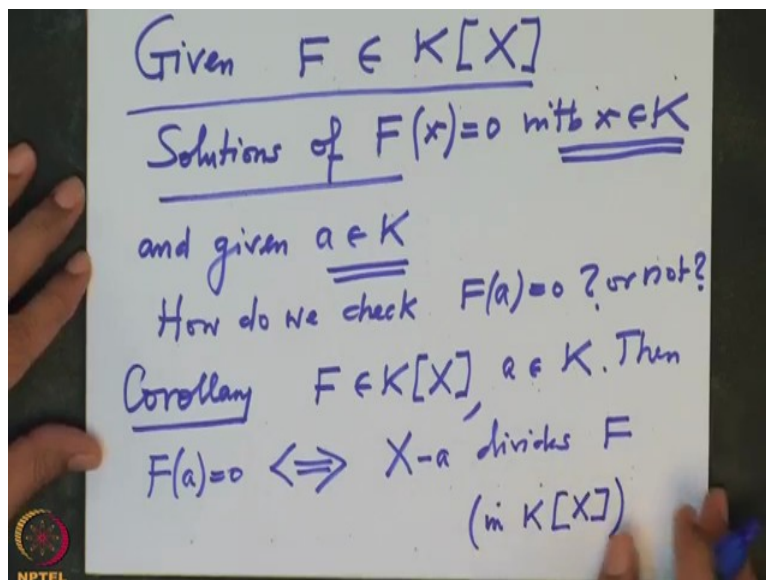 Given F ∈ K[X]
Solutions of F(x)=0 with x ∈ K
and given a ∈ K
How do we check F(a)=0 ? or not?
Corollary F ∈ K[X], a ∈ K. Then
F(a)=0 ⟺ X-a divides F
(in K[X])
NPTEL